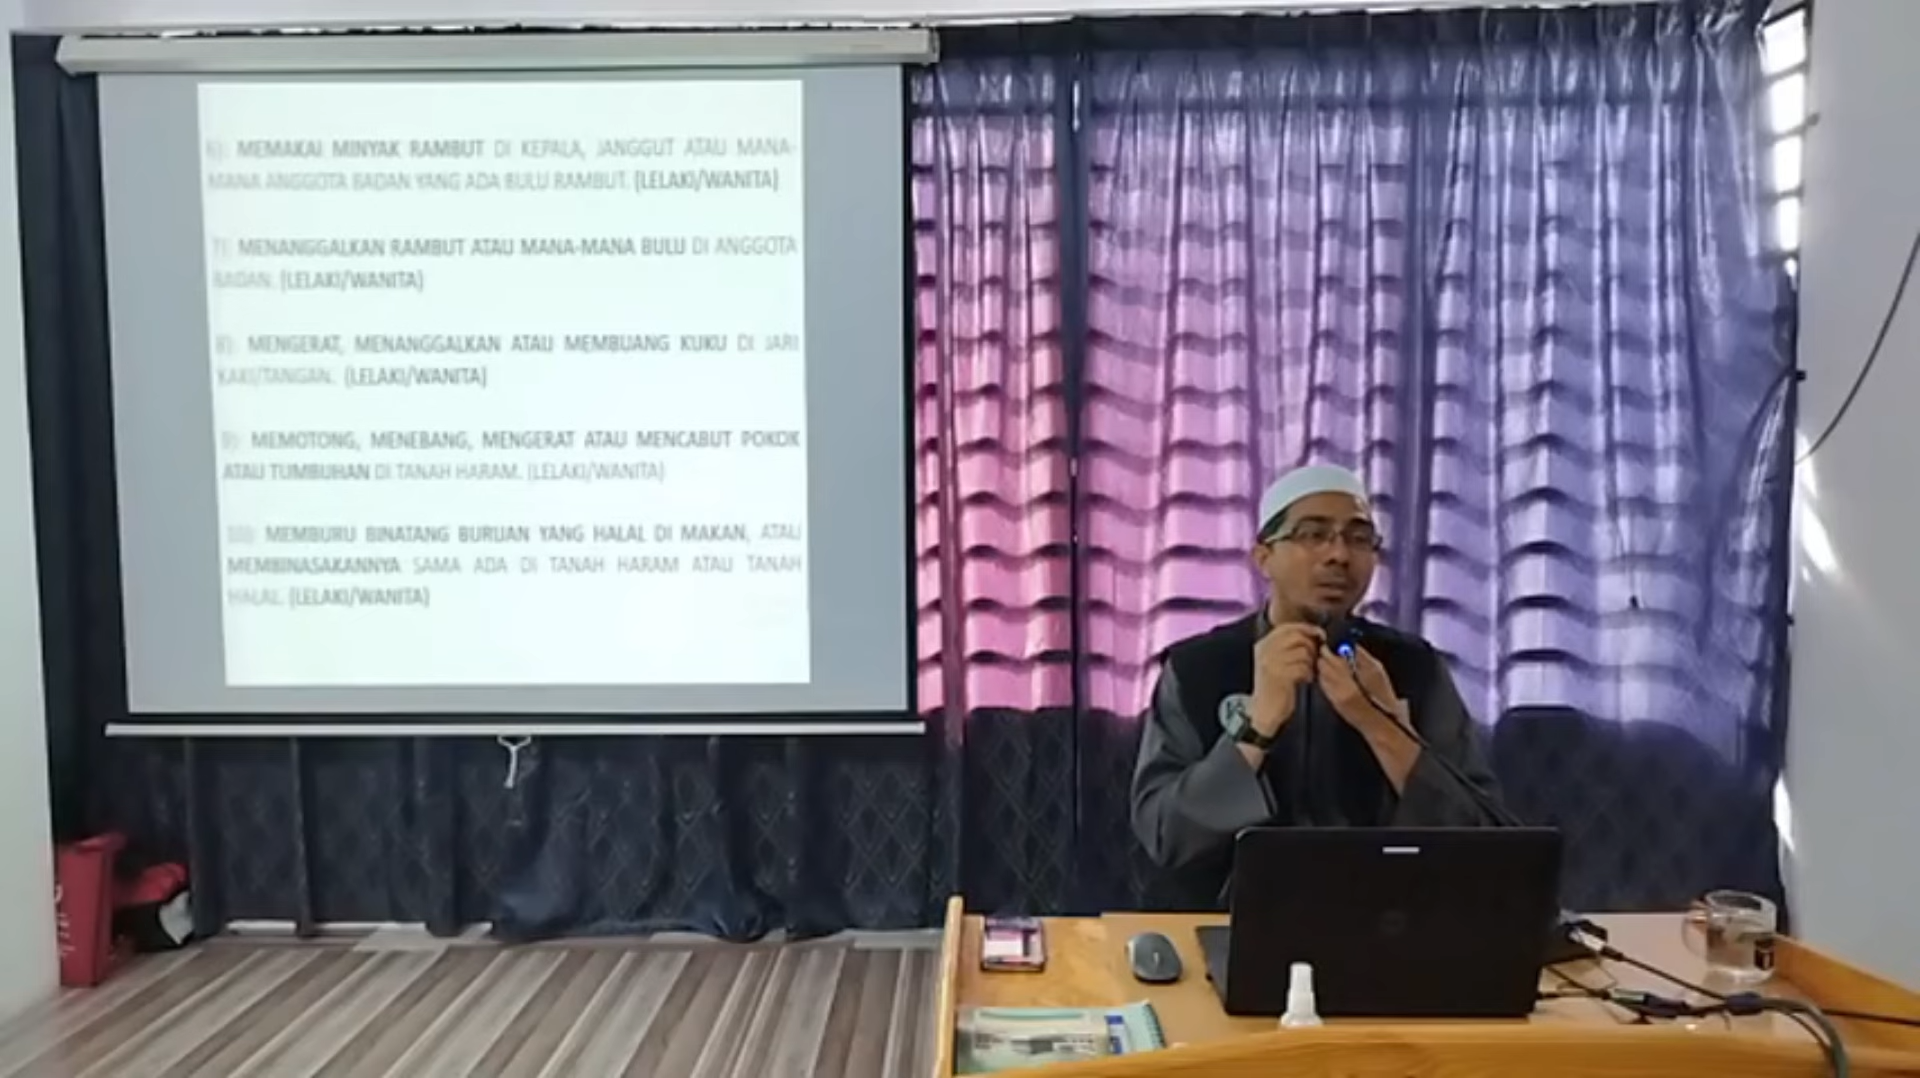 6). MEMAKAI MINYAK RAMBUT DI KEPALA, JANGGUT ATAU MANA-
MANA ANGGOTA BADAN YANG ADA BULU RAMBUT. (LELAKI/WANITA)
7). MENANGGALKAN RAMBUT ATAU MANA-MANA BULU DI ANGGOTA
BADAN. (LELAKI/WANITA)
8). MENGERAT, MENANGGALKAN ATAU MEMBUANG KUKU DI JARI
KAKI/TANGAN. (LELAKI/WANITA)
9). MEMOTONG, MENEBANG, MENGERAT ATAU MENCABUT POKOK
ATAU TUMBUHAN DI TANAH HARAM. (LELAKI/WANITA)
10). MEMBURU BINATANG BURUAN YANG HALAL DI MAKAN, ATAU
MEMBINASAKANNYA SAMA ADA DI TANAH HARAM ATAU TANAH
HALAL. (LELAKI/WANITA)